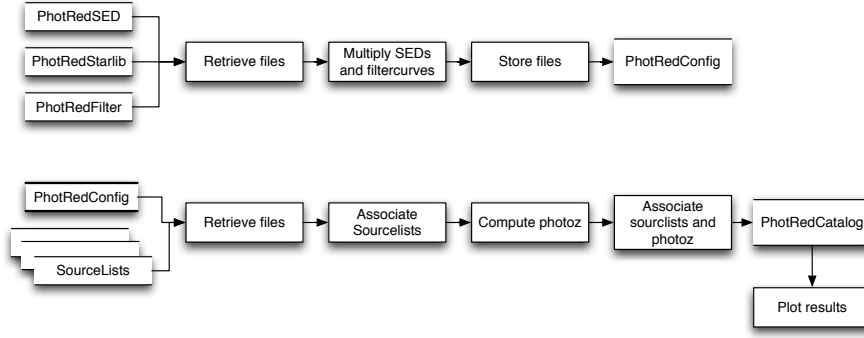 PhotRedSED
PhotRedStarlib
PhotRedFilter
Retrieve files
Multiply SEDs
and filtercurves
Store files
PhotRedConfig
PhotRedConfig
SourceLists
Retrieve files
Associate
Sourcelists
Compute photoz
Associate
sourclists and
photoz
PhotRedCatalog
Plot results